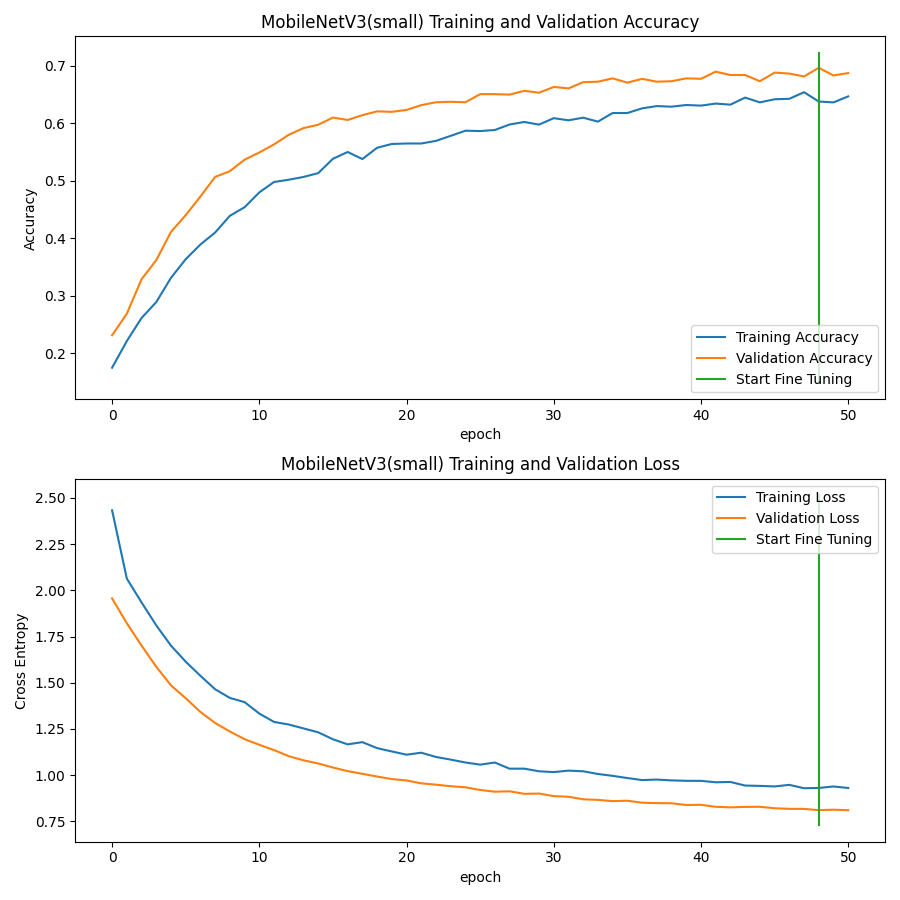 MobileNetV3(small) Training and Validation Accuracy
0.7
0.6
0.5
0.4
0.3
0.2
Accuracy
Training Accuracy
Validation Accuracy
Start Fine Tuning
0 10 20 30 40 50
epoch
MobileNetV3(small) Training and Validation Loss
2.50
2.25
2.00
1.75
1.50
1.25
1.00
0.75
Cross Entropy
Training Loss
Validation Loss
Start Fine Tuning
0 10 20 30 40 50
epoch